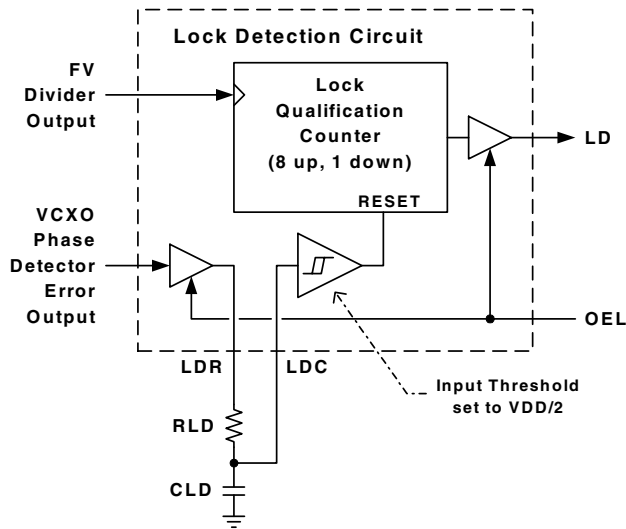 Lock Detection Circuit
FV
Divider
Output
Lock
Qualification
Counter
(8 up, 1 down)
RESET
LD
VCXO
Phase
Detector
Error
Output
OEL
LDR
LDC
Input Threshold
set to VDD/2
RLD
CLD